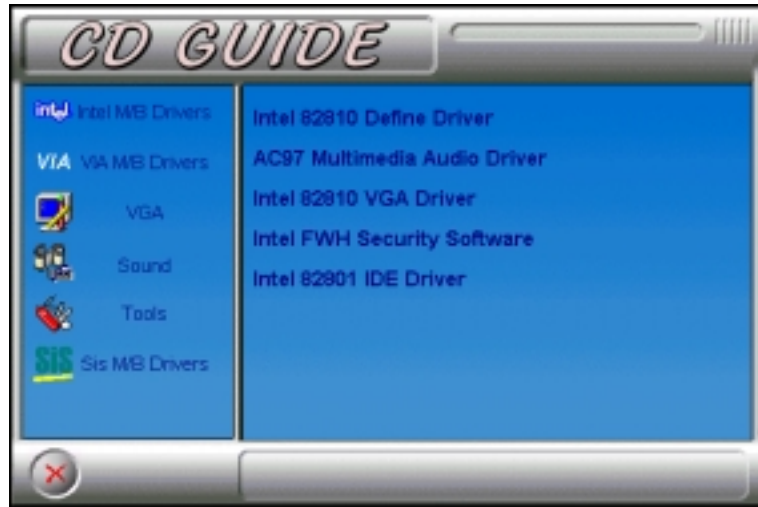 CD GUIDE
intel Intel M/B Drivers
VIA VIA M/B Drivers
VGA
Sound
Tools
SiS Sis M/B Drivers
Intel 82810 Define Driver
AC97 Multimedia Audio Driver
Intel 82810 VGA Driver
Intel FWH Security Software
Intel 82801 IDE Driver